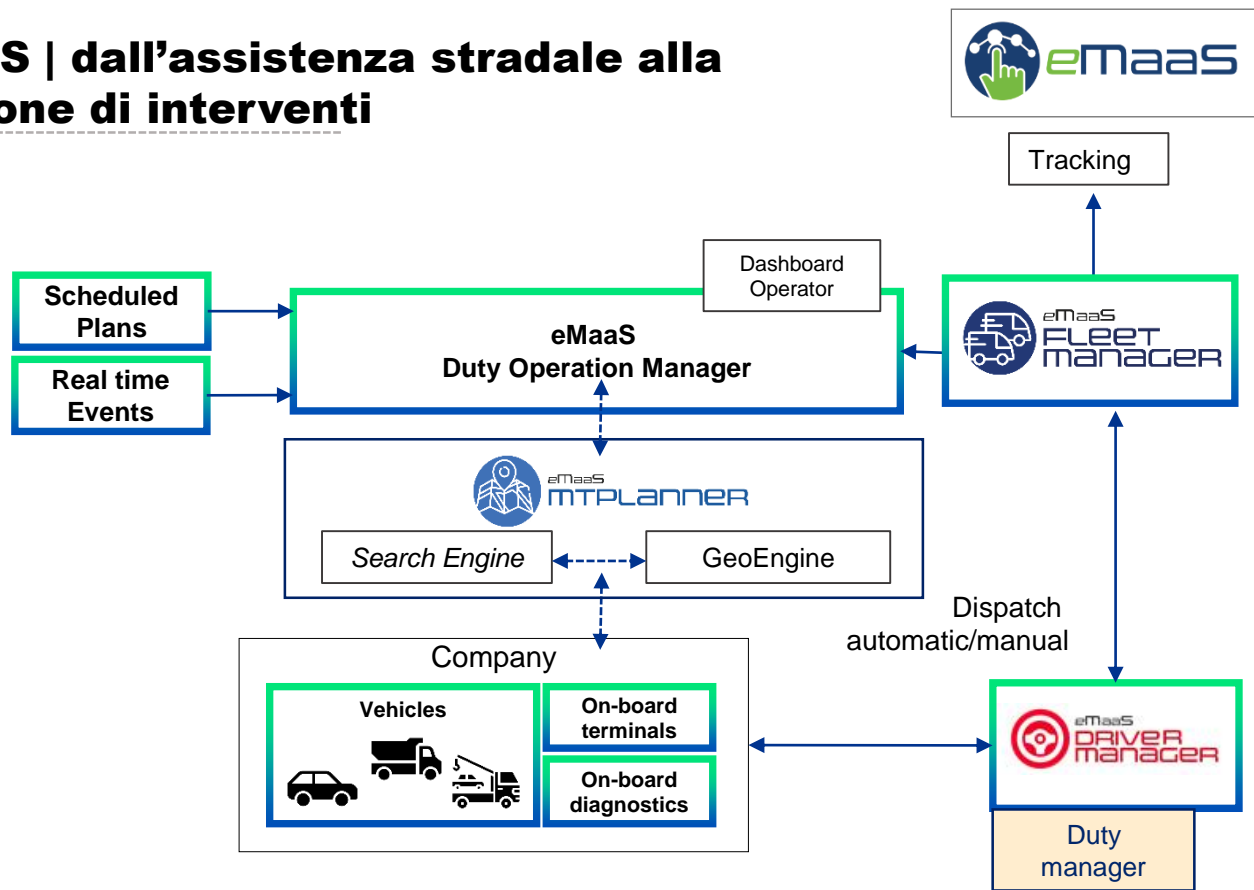 S | dall’assistenza stradale alla
one di interventi
eMaaS
Tracking
Scheduled
Plans
Real time
Events
Dashboard
Operator
eMaaS
Duty Operation Manager
eMaaS
FLEET
MANAGER
eMaaS
MTPLANNER
Search Engine
GeoEngine
Dispatch
automatic/manual
Company
Vehicles
On-board
terminals
On-board
diagnostics
eMaaS
DRIVER
MANAGER
Duty
manager